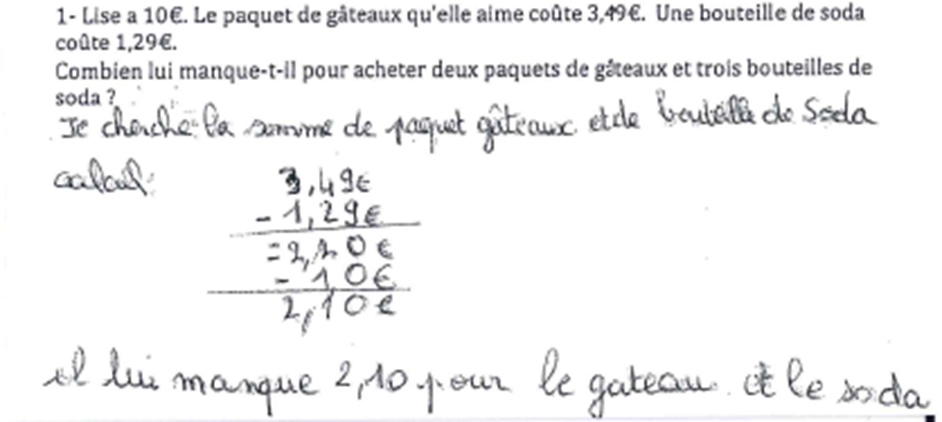 1- Lise a 10€. Le paquet de gâteaux qu'elle aime coûte 3,49€. Une bouteille de soda
coûte 1,29€.
Combien lui manque-t-il pour acheter deux paquets de gâteaux et trois bouteilles de
soda ?
Je cherche la somme de paquet gâteaux et de bouteille de Soda
calcul:
3,49€
- 1,29€
= 2,20€
- 10€
2,10€
il lui manque 2,10 pour le gateau et le soda